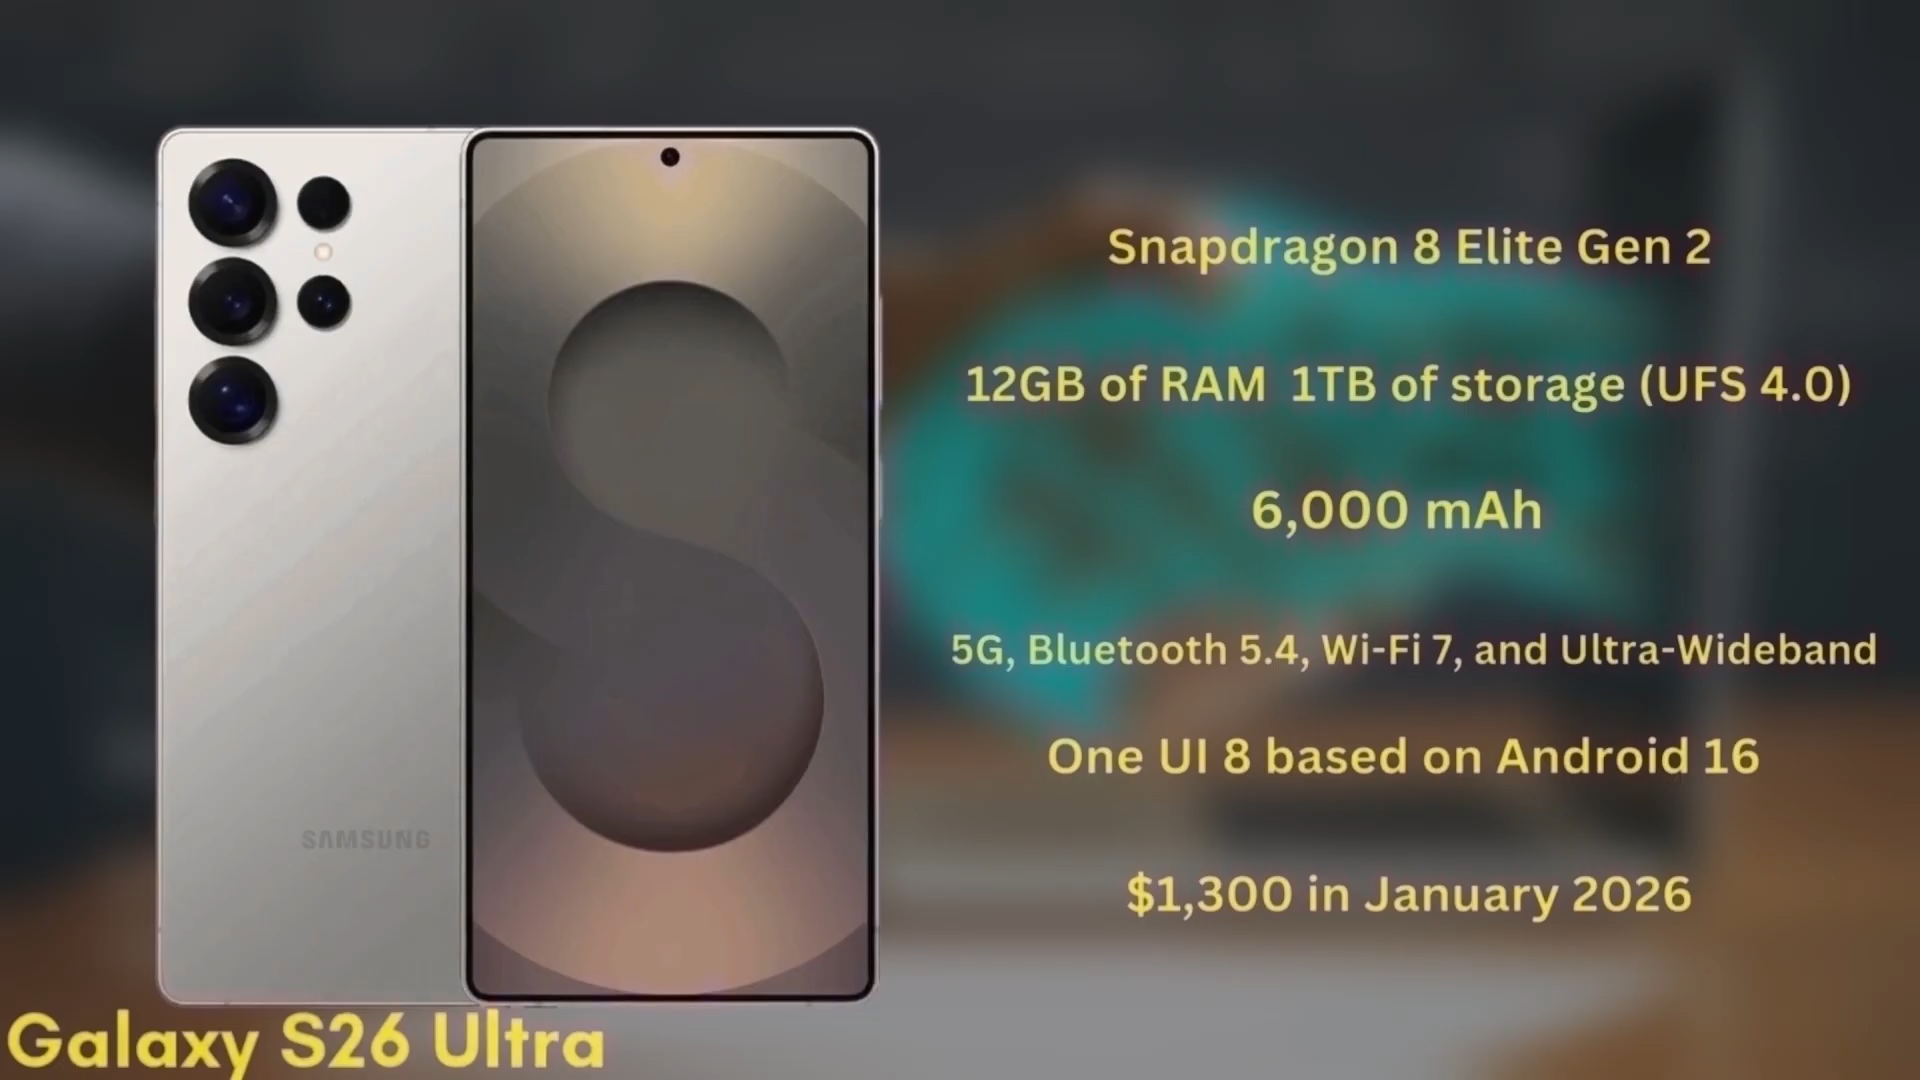 Snapdragon 8 Elite Gen 2
12GB of RAM 1TB of storage (UFS 4.0)
6,000 mAh
5G, Bluetooth 5.4, Wi-Fi 7, and Ultra-Wideband
One UI 8 based on Android 16
$1,300 in January 2026
SAMSUNG
Galaxy S26 Ultra